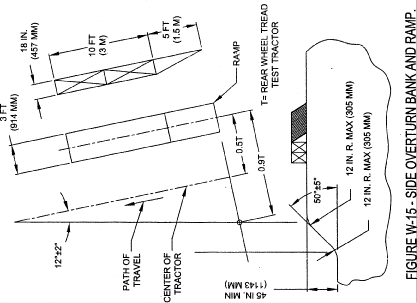 3 FT
(914 MM)
18 IN.
(457 MM)
10 FT
(3 M)
5 FT
(1.5 M)
RAMP
T= REAR WHEEL TREAD
TEST TRACTOR
0.5T
0.9T
12°±2°
PATH OF
TRAVEL
CENTER OF
TRACTOR
45 IN. MIN
(1143 MM)
50°±5°
12 IN. R. MAX (305 MM)
12 IN. R. MAX (305 MM)
FIGURE W-15 - SIDE OVERTURN BANK AND RAMP.